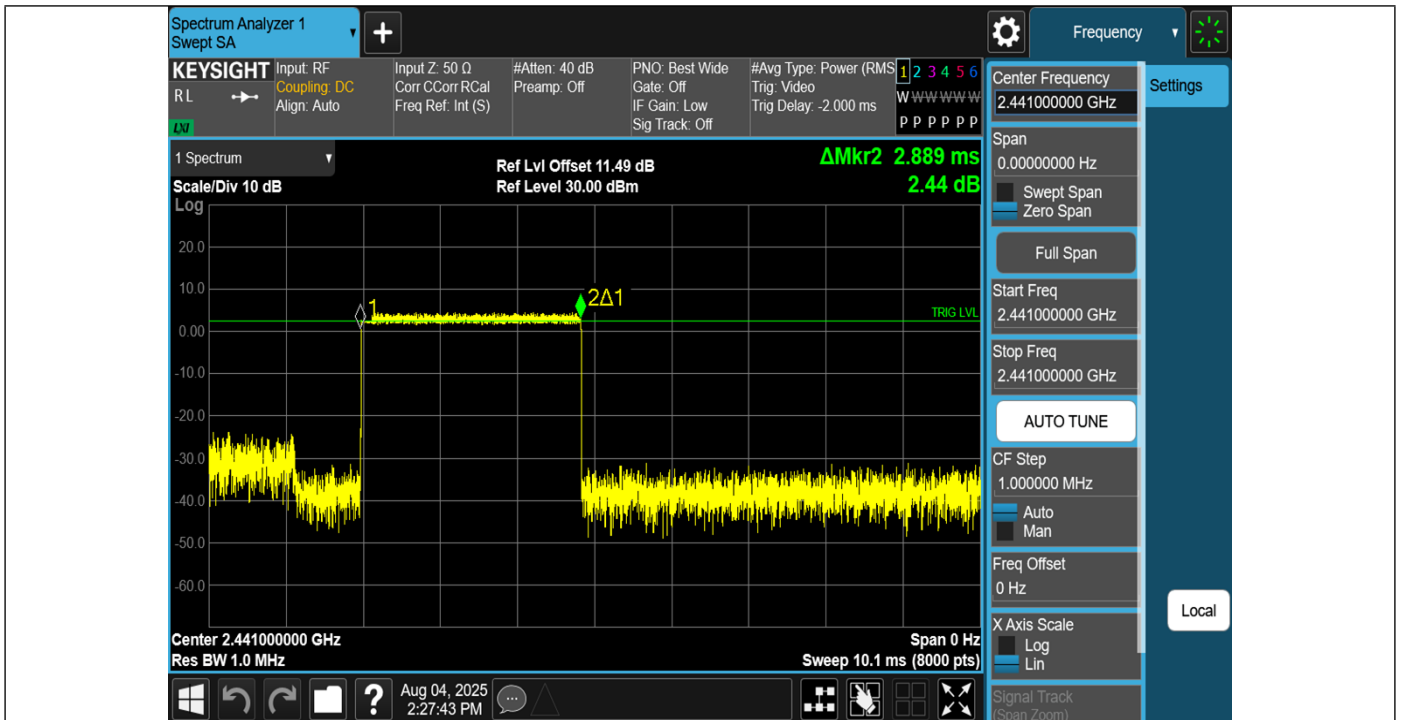 Spectrum Analyzer 1
Swept SA
Frequency
KEYSIGHT
RL
LXI
Input: RF
Coupling: DC
Align: Auto
Input Z: 50 Ω
Corr CCorr RCal
Freq Ref: Int (S)
#Atten: 40 dB
Preamp: Off
PNO: Best Wide
Gate: Off
IF Gain: Low
Sig Track: Off
#Avg Type: Power (RMS
Trig: Video
Trig Delay: -2.000 ms
1 2 3 4 5 6
W W W W W W
P P P P P P
1 Spectrum
Scale/Div 10 dB
Log
Ref Lvl Offset 11.49 dB
Ref Level 30.00 dBm
ΔMkr2 2.889 ms
2.44 dB
20.0
10.0
0.00
-10.0
-20.0
-30.0
-40.0
-50.0
-60.0
1
2Δ1
TRIG LVL
Center 2.441000000 GHz
Res BW 1.0 MHz
Span 0 Hz
Sweep 10.1 ms (8000 pts)
Center Frequency
2.441000000 GHz
Span
0.00000000 Hz
Swept Span
Zero Span
Full Span
Start Freq
2.441000000 GHz
Stop Freq
2.441000000 GHz
AUTO TUNE
CF Step
1.000000 MHz
Auto
Man
Freq Offset
0 Hz
X Axis Scale
Log
Lin
Signal Track
(Span Zoom)
Settings
Local
?
Aug 04, 2025
2:27:43 PM